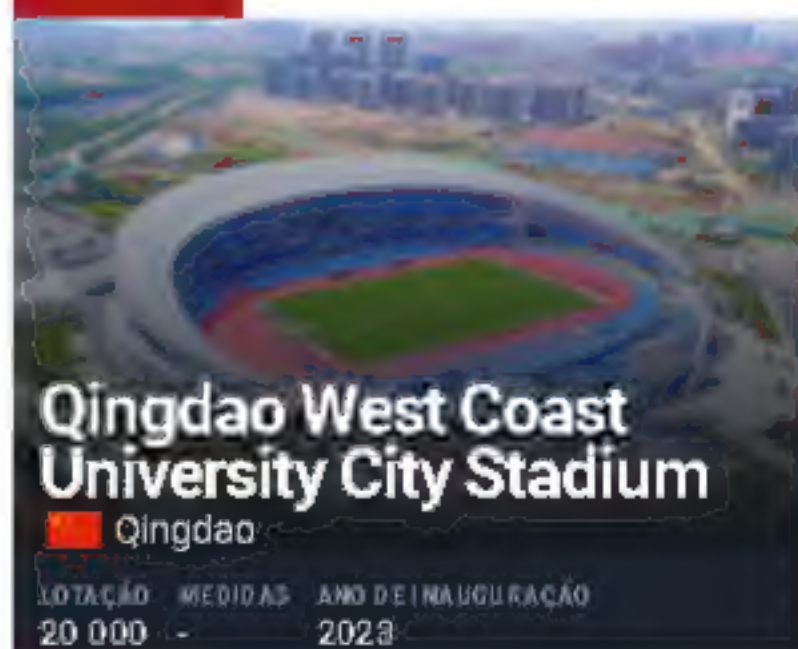 Qingdao West Coast
University City Stadium
Qingdao
LOTAÇÃO MEDIDAS ANO DE INAUGURAÇÃO
20 000 - 2023